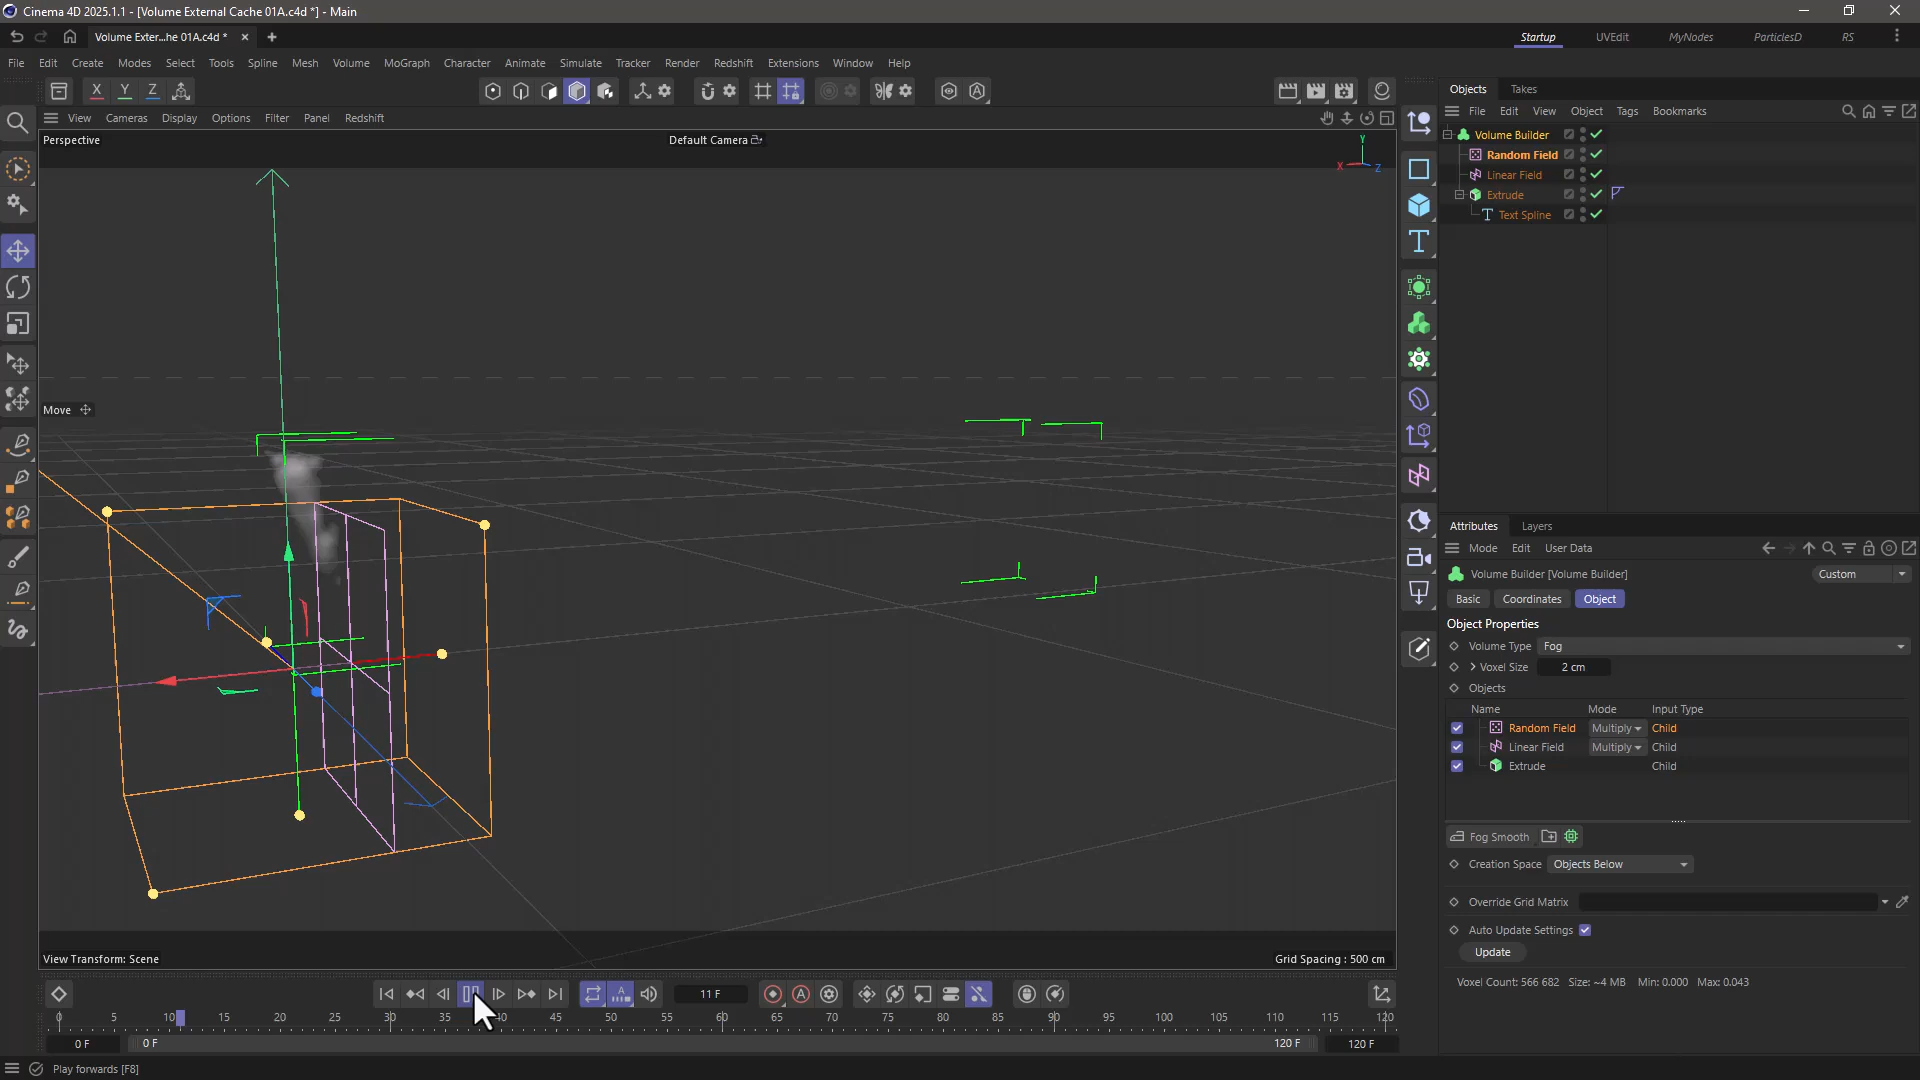 Cinema 4D 2025.1.1 - [Volume External Cache 01A.c4d *] - Main
Volume Exter...he 01A.c4d *
Startup UVEdit MyNodes ParticlesD RS
File Edit Create Modes Select Tools Spline Mesh Volume MoGraph Character Animate Simulate Tracker Render Redshift Extensions Window Help
X Y Z
Objects Takes
View Cameras Display Options Filter Panel Redshift
File Edit View Object Tags Bookmarks
Perspective
Default Camera
Y
X
Z
Volume Builder
Random Field
Linear Field
Extrude
Text Spline
Move
Attributes Layers
Mode Edit User Data
Volume Builder [Volume Builder]
Custom
Basic Coordinates Object
Object Properties
Volume Type Fog
Voxel Size 2 cm
Objects
Name Mode Input Type
Random Field Multiply Child
Linear Field Multiply Child
Extrude Child
Fog Smooth
Creation Space Objects Below
Override Grid Matrix
Auto Update Settings
Update
Voxel Count: 566 682 Size: ~4 MB Min: 0.000 Max: 0.043
View Transform: Scene
Grid Spacing : 500 cm
11 F
0 5 10 15 20 25 30 35 40 45 50 55 60 65 70 75 80 85 90 95 100 105 110 115 120
0 F 0 F 120 F 120 F
Play forwards [F8]